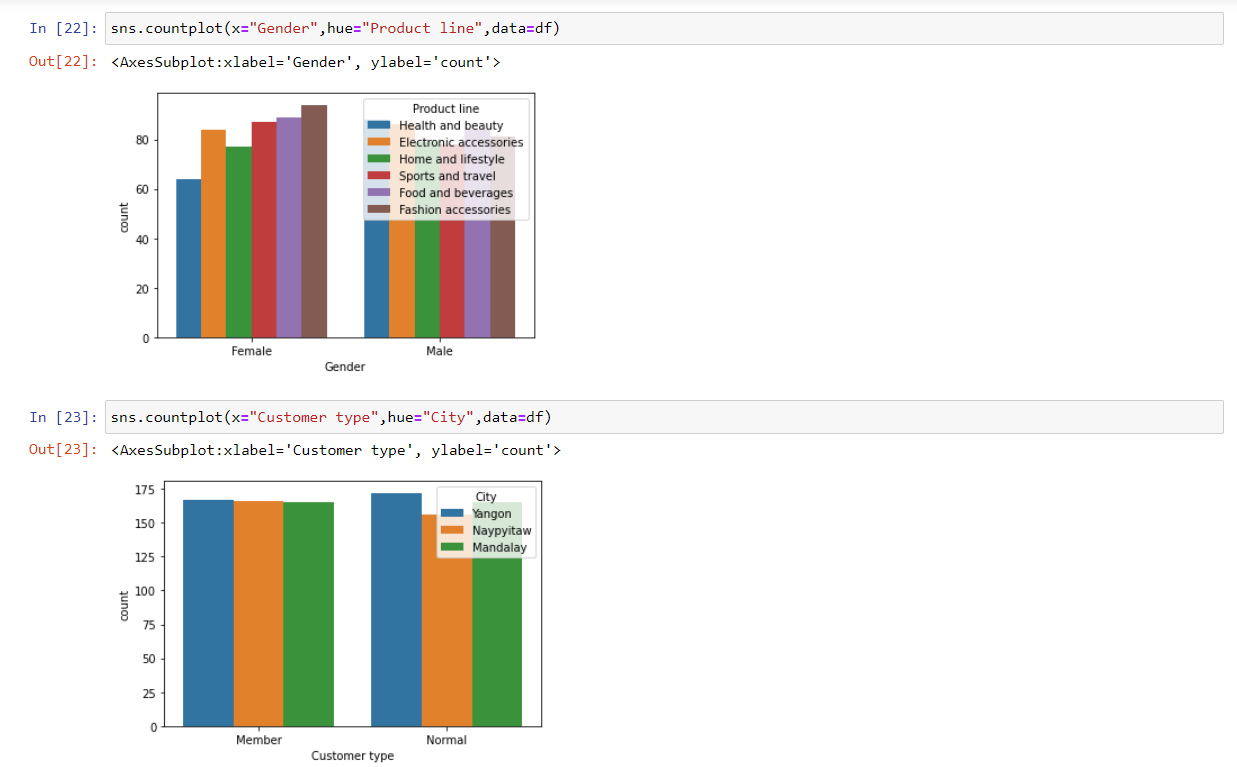 In [22]: sns.countplot(x="Gender",hue="Product line",data=df)
Out[22]: <AxesSubplot:xlabel='Gender', ylabel='count'>
Product line
Health and beauty
Electronic accessories
Home and lifestyle
Sports and travel
Food and beverages
Fashion accessories
80
60
40
20
0
count
Female Male
Gender
In [23]: sns.countplot(x="Customer type",hue="City",data=df)
Out[23]: <AxesSubplot:xlabel='Customer type', ylabel='count'>
City
Yangon
Naypyitaw
Mandalay
175
150
125
100
75
50
25
0
count
Member Normal
Customer type